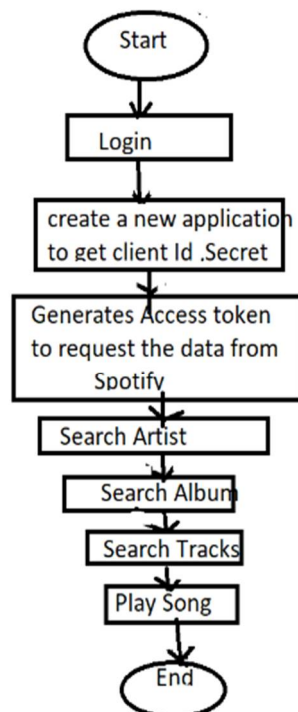 Start
Login
create a new application
to get client Id .Secret
Generates Access token
to request the data from
Spotify
Search Artist
Search Album
Search Tracks
Play Song
End